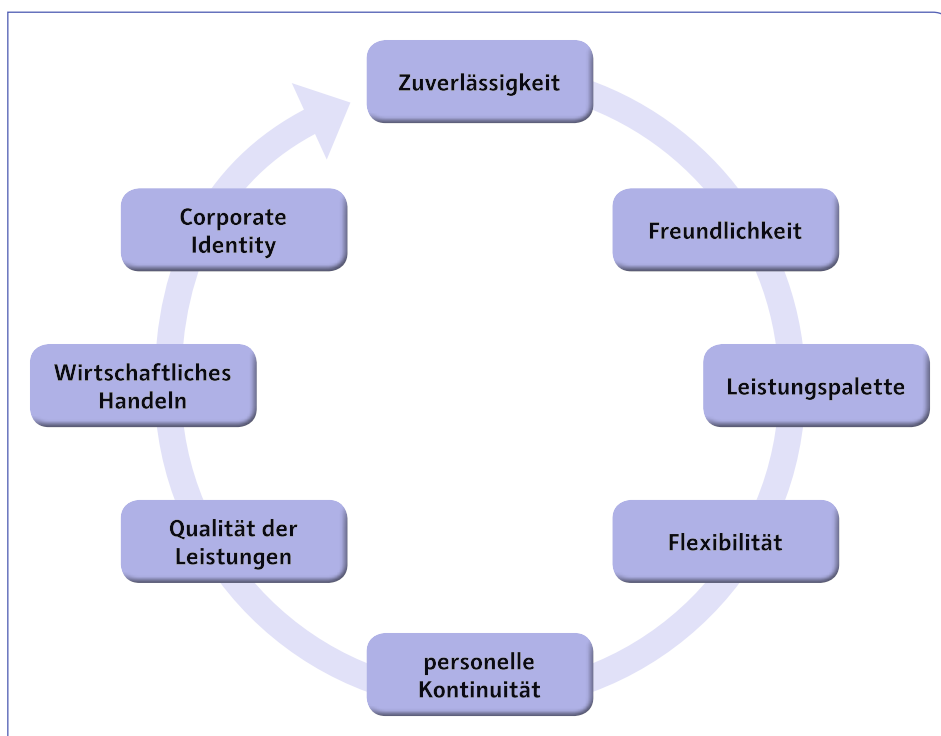 Zuverlässigkeit
Freundlichkeit
Leistungspalette
Flexibilität
personelle
Kontinuität
Qualität der
Leistungen
Wirtschaftliches
Handeln
Corporate
Identity